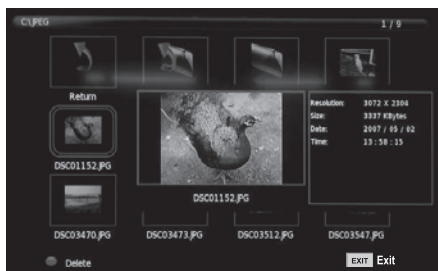 C:\JPEG 1 / 9
Return
Resolution: 3072 X 2304
Size: 3337 KBytes
Date: 2007 / 05 / 02
Time: 13 : 58 : 15
DSC01152.JPG
DSC01152.JPG
DSC03470.JPG DSC03473.JPG DSC03512.JPG DSC03547.JPG
Delete EXIT Exit